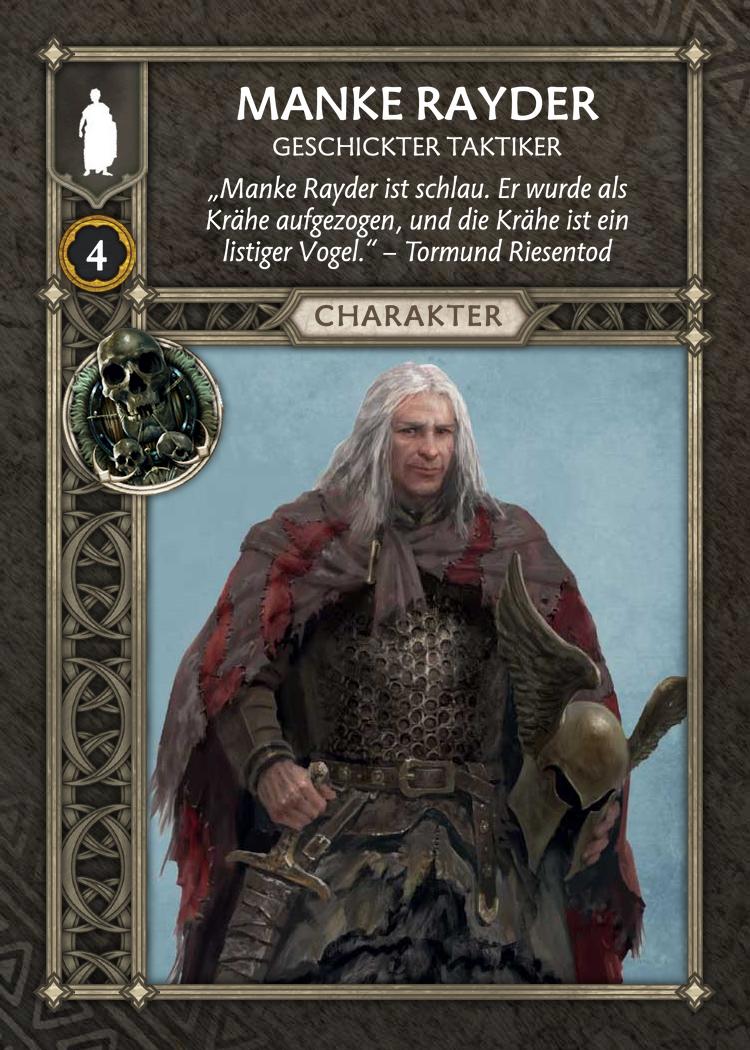 MANKE RAYDER
GESCHICKTER TAKTIKER
„Manke Rayder ist schlau. Er wurde als
Krähe aufgezogen, und die Krähe ist ein
listiger Vogel.“ – Tormund Riesentod
4
CHARAKTER